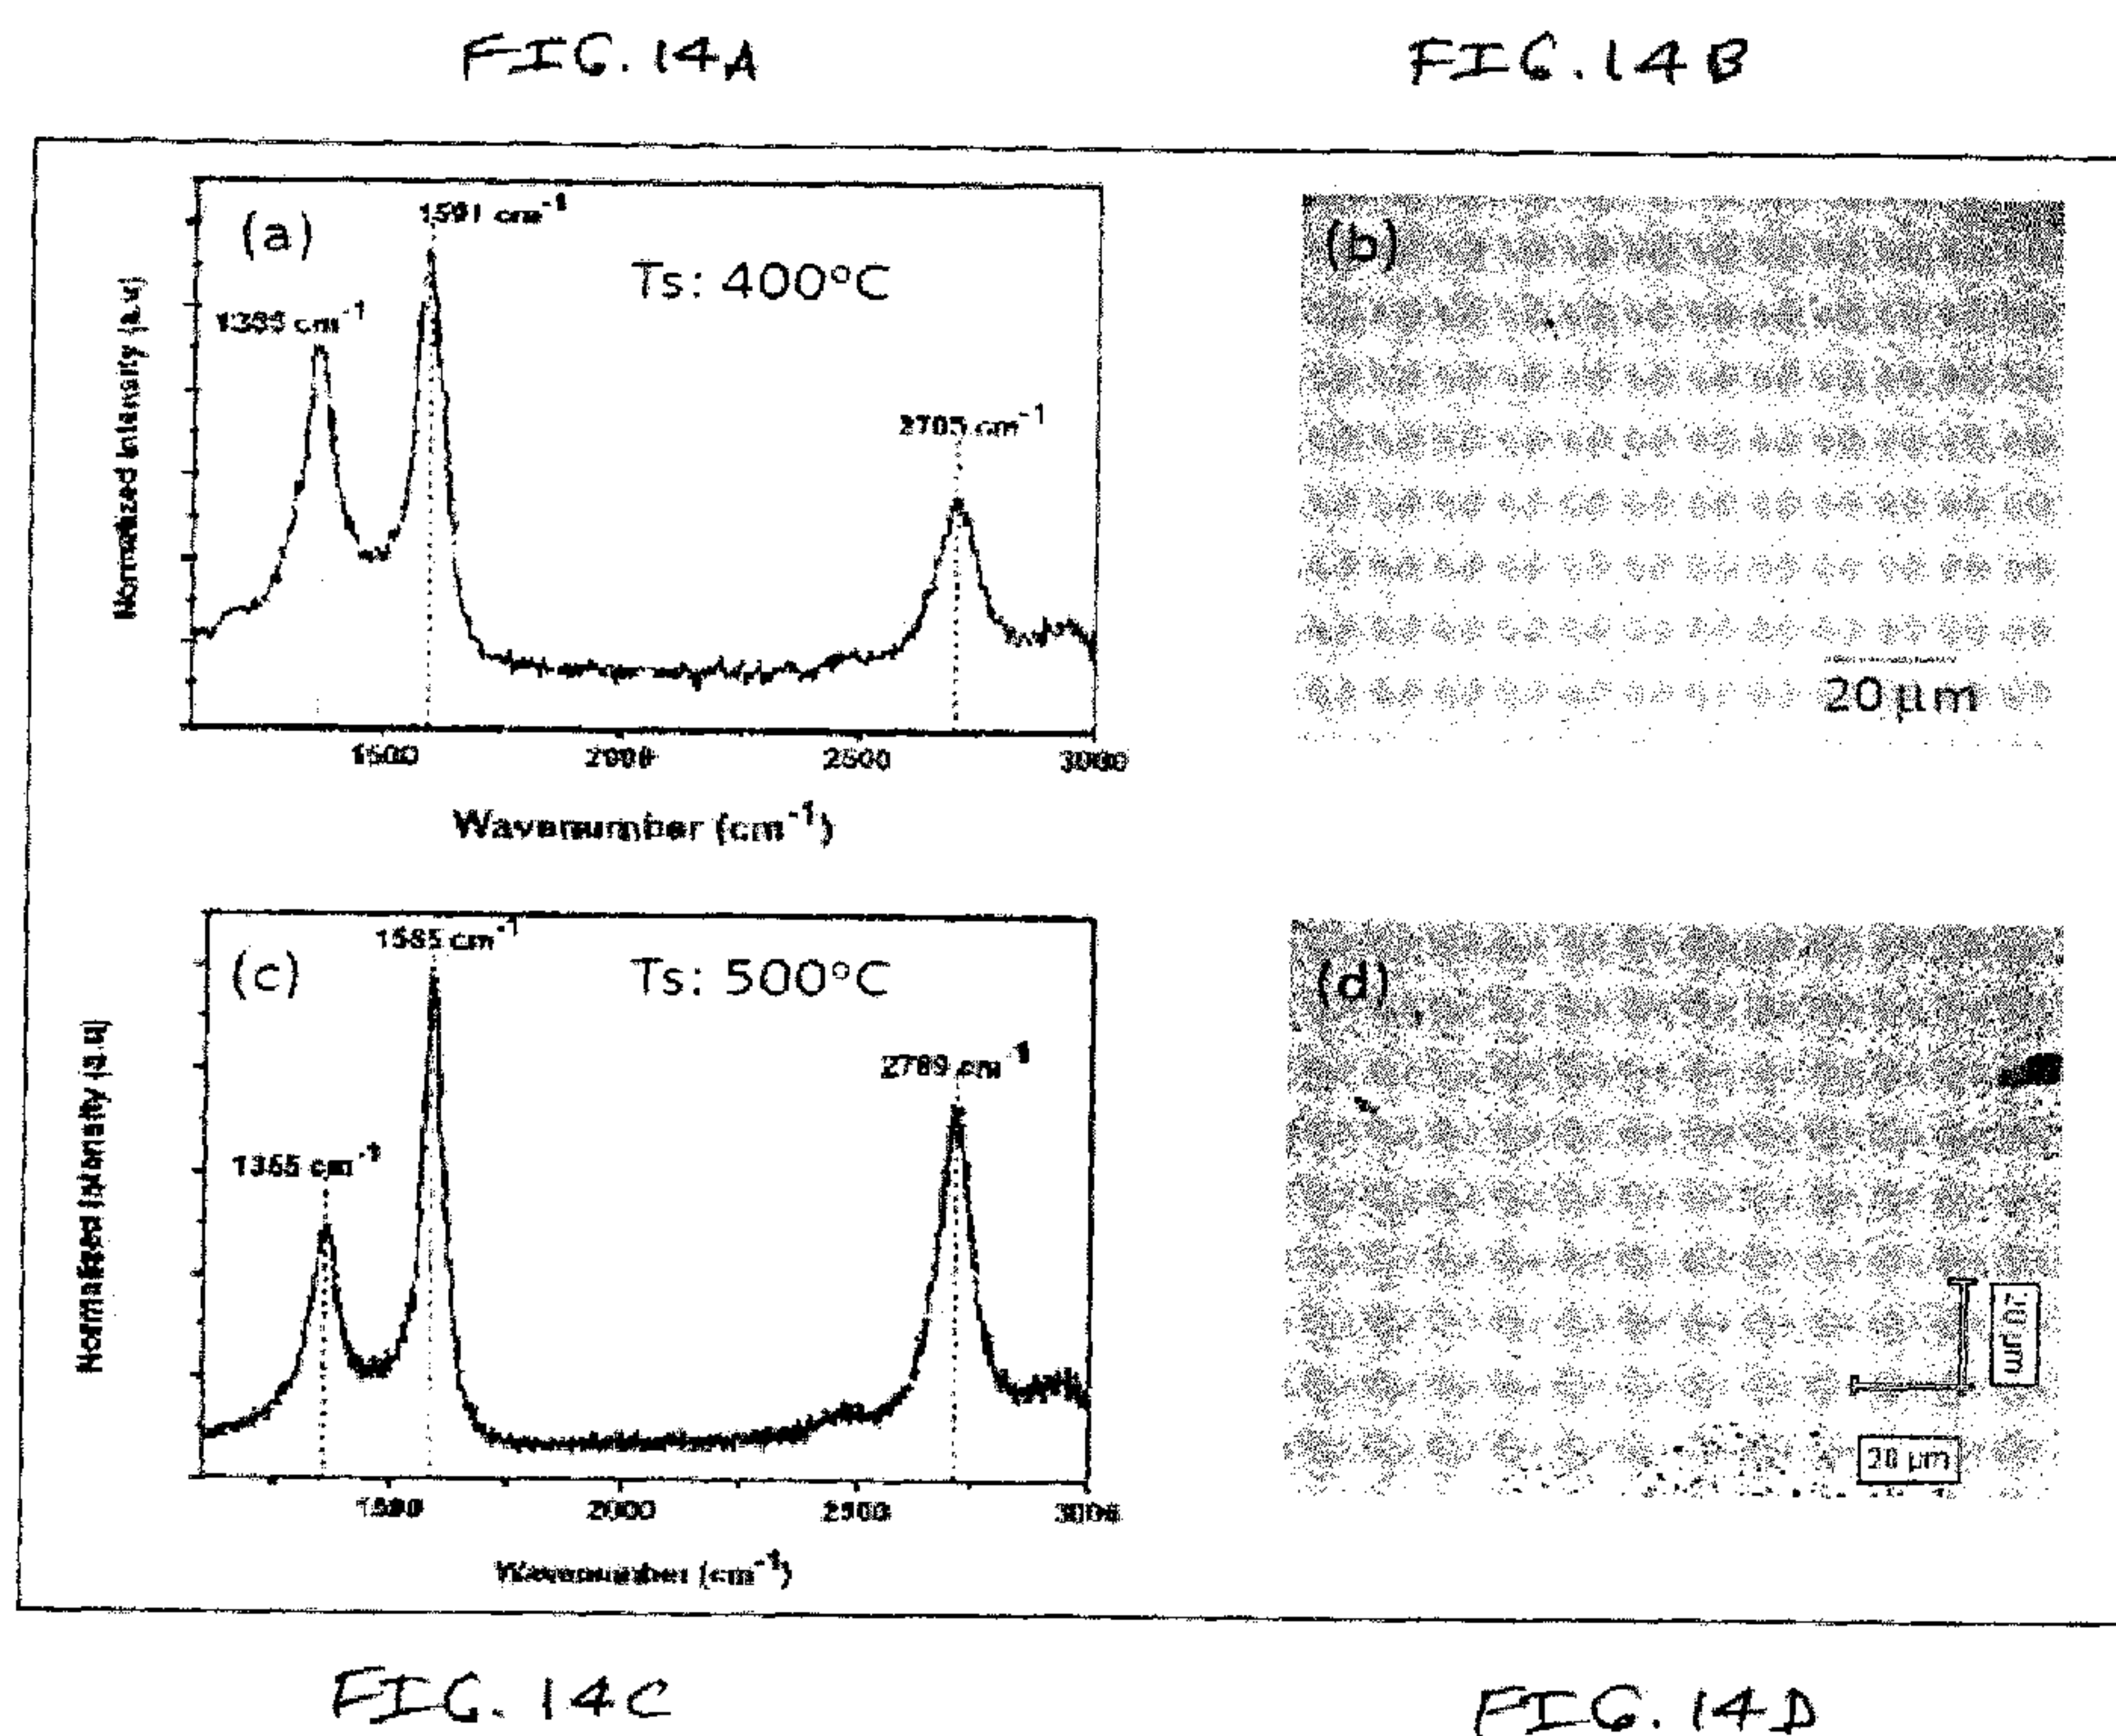 FIG. 14A
FIG. 14B
(a)
1591 cm⁻¹
Ts: 400°C
1355 cm⁻¹
2705 cm⁻¹
Normalized Intensity (a.u)
1500 2000 2500 3000
Wavenumber (cm⁻¹)
(b)
20 µm
(c)
1585 cm⁻¹
Ts: 500°C
2709 cm⁻¹
1355 cm⁻¹
Normalized Intensity (a.u)
1500 2000 2500 3000
Wavenumber (cm⁻¹)
(d)
20 µm
20 µm
FIG. 14C
FIG. 14D